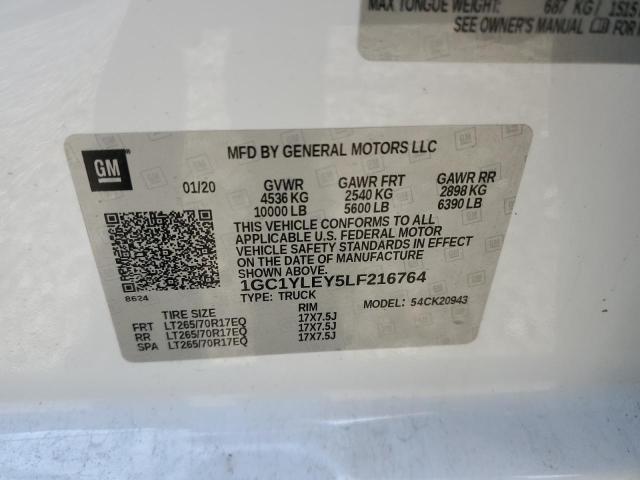 MAX TONGUE WEIGHT: 687 KG / 1515
SEE OWNER'S MANUAL FOR
GM
MFD BY GENERAL MOTORS LLC
01/20 GVWR GAWR FRT GAWR RR
4536 KG 2540 KG 2898 KG
10000 LB 5600 LB 6390 LB
THIS VEHICLE CONFORMS TO ALL
APPLICABLE U.S. FEDERAL MOTOR
VEHICLE SAFETY STANDARDS IN EFFECT
ON THE DATE OF MANUFACTURE
SHOWN ABOVE.
8624
1GC1YLEY5LF216764
TYPE: TRUCK MODEL: 54CK20943
TIRE SIZE RIM
FRT LT265/70R17EQ 17X7.5J
RR LT265/70R17EQ 17X7.5J
SPA LT265/70R17EQ 17X7.5J